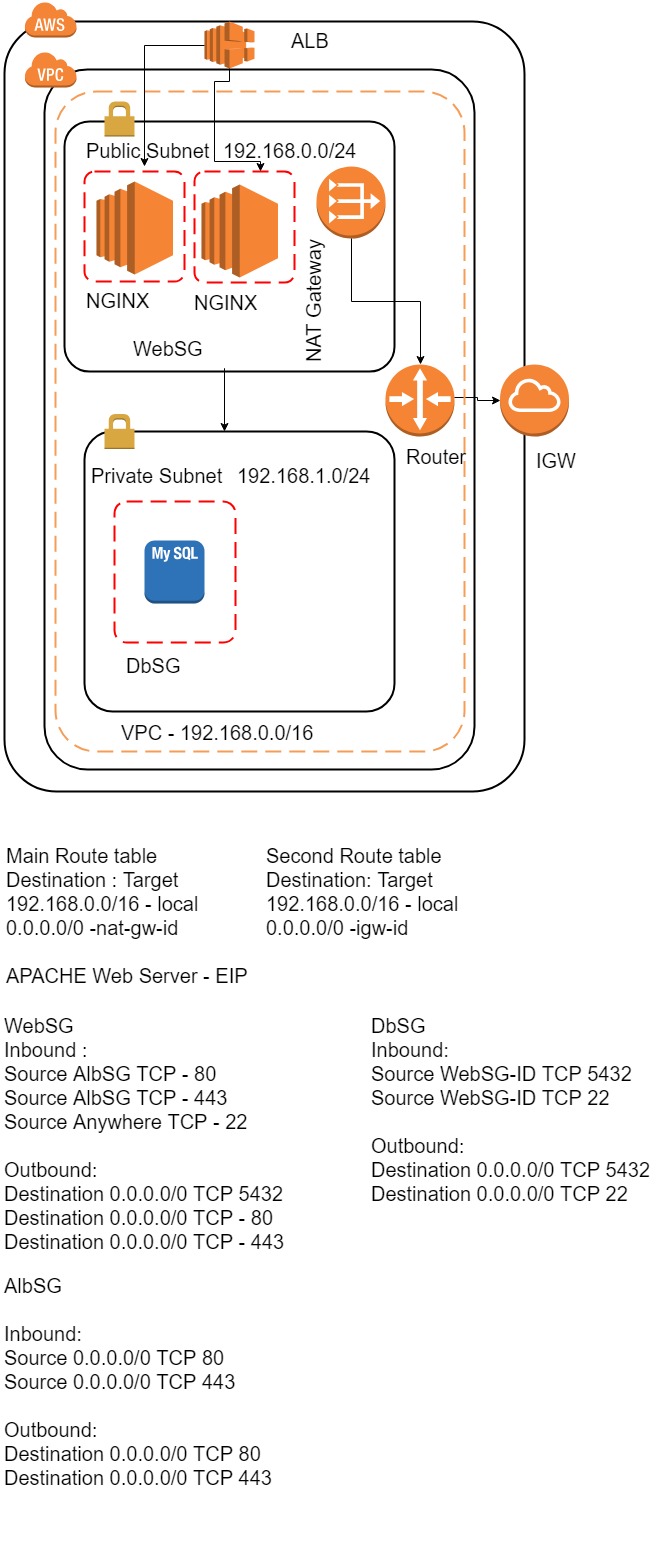 AWS
ALB
VPC
Public Subnet 192.168.0.0/24
NGINX
NGINX
NAT Gateway
WebSG
Router
IGW
Private Subnet 192.168.1.0/24
My SQL
DbSG
VPC - 192.168.0.0/16
Main Route table
Destination : Target
192.168.0.0/16 - local
0.0.0.0/0 -nat-gw-id
Second Route table
Destination: Target
192.168.0.0/16 - local
0.0.0.0/0 -igw-id
APACHE Web Server - EIP
WebSG
Inbound :
Source AlbSG TCP - 80
Source AlbSG TCP - 443
Source Anywhere TCP - 22
Outbound:
Destination 0.0.0.0/0 TCP 5432
Destination 0.0.0.0/0 TCP - 80
Destination 0.0.0.0/0 TCP - 443
DbSG
Inbound:
Source WebSG-ID TCP 5432
Source WebSG-ID TCP 22
Outbound:
Destination 0.0.0.0/0 TCP 5432
Destination 0.0.0.0/0 TCP 22
AlbSG
Inbound:
Source 0.0.0.0/0 TCP 80
Source 0.0.0.0/0 TCP 443
Outbound:
Destination 0.0.0.0/0 TCP 80
Destination 0.0.0.0/0 TCP 443